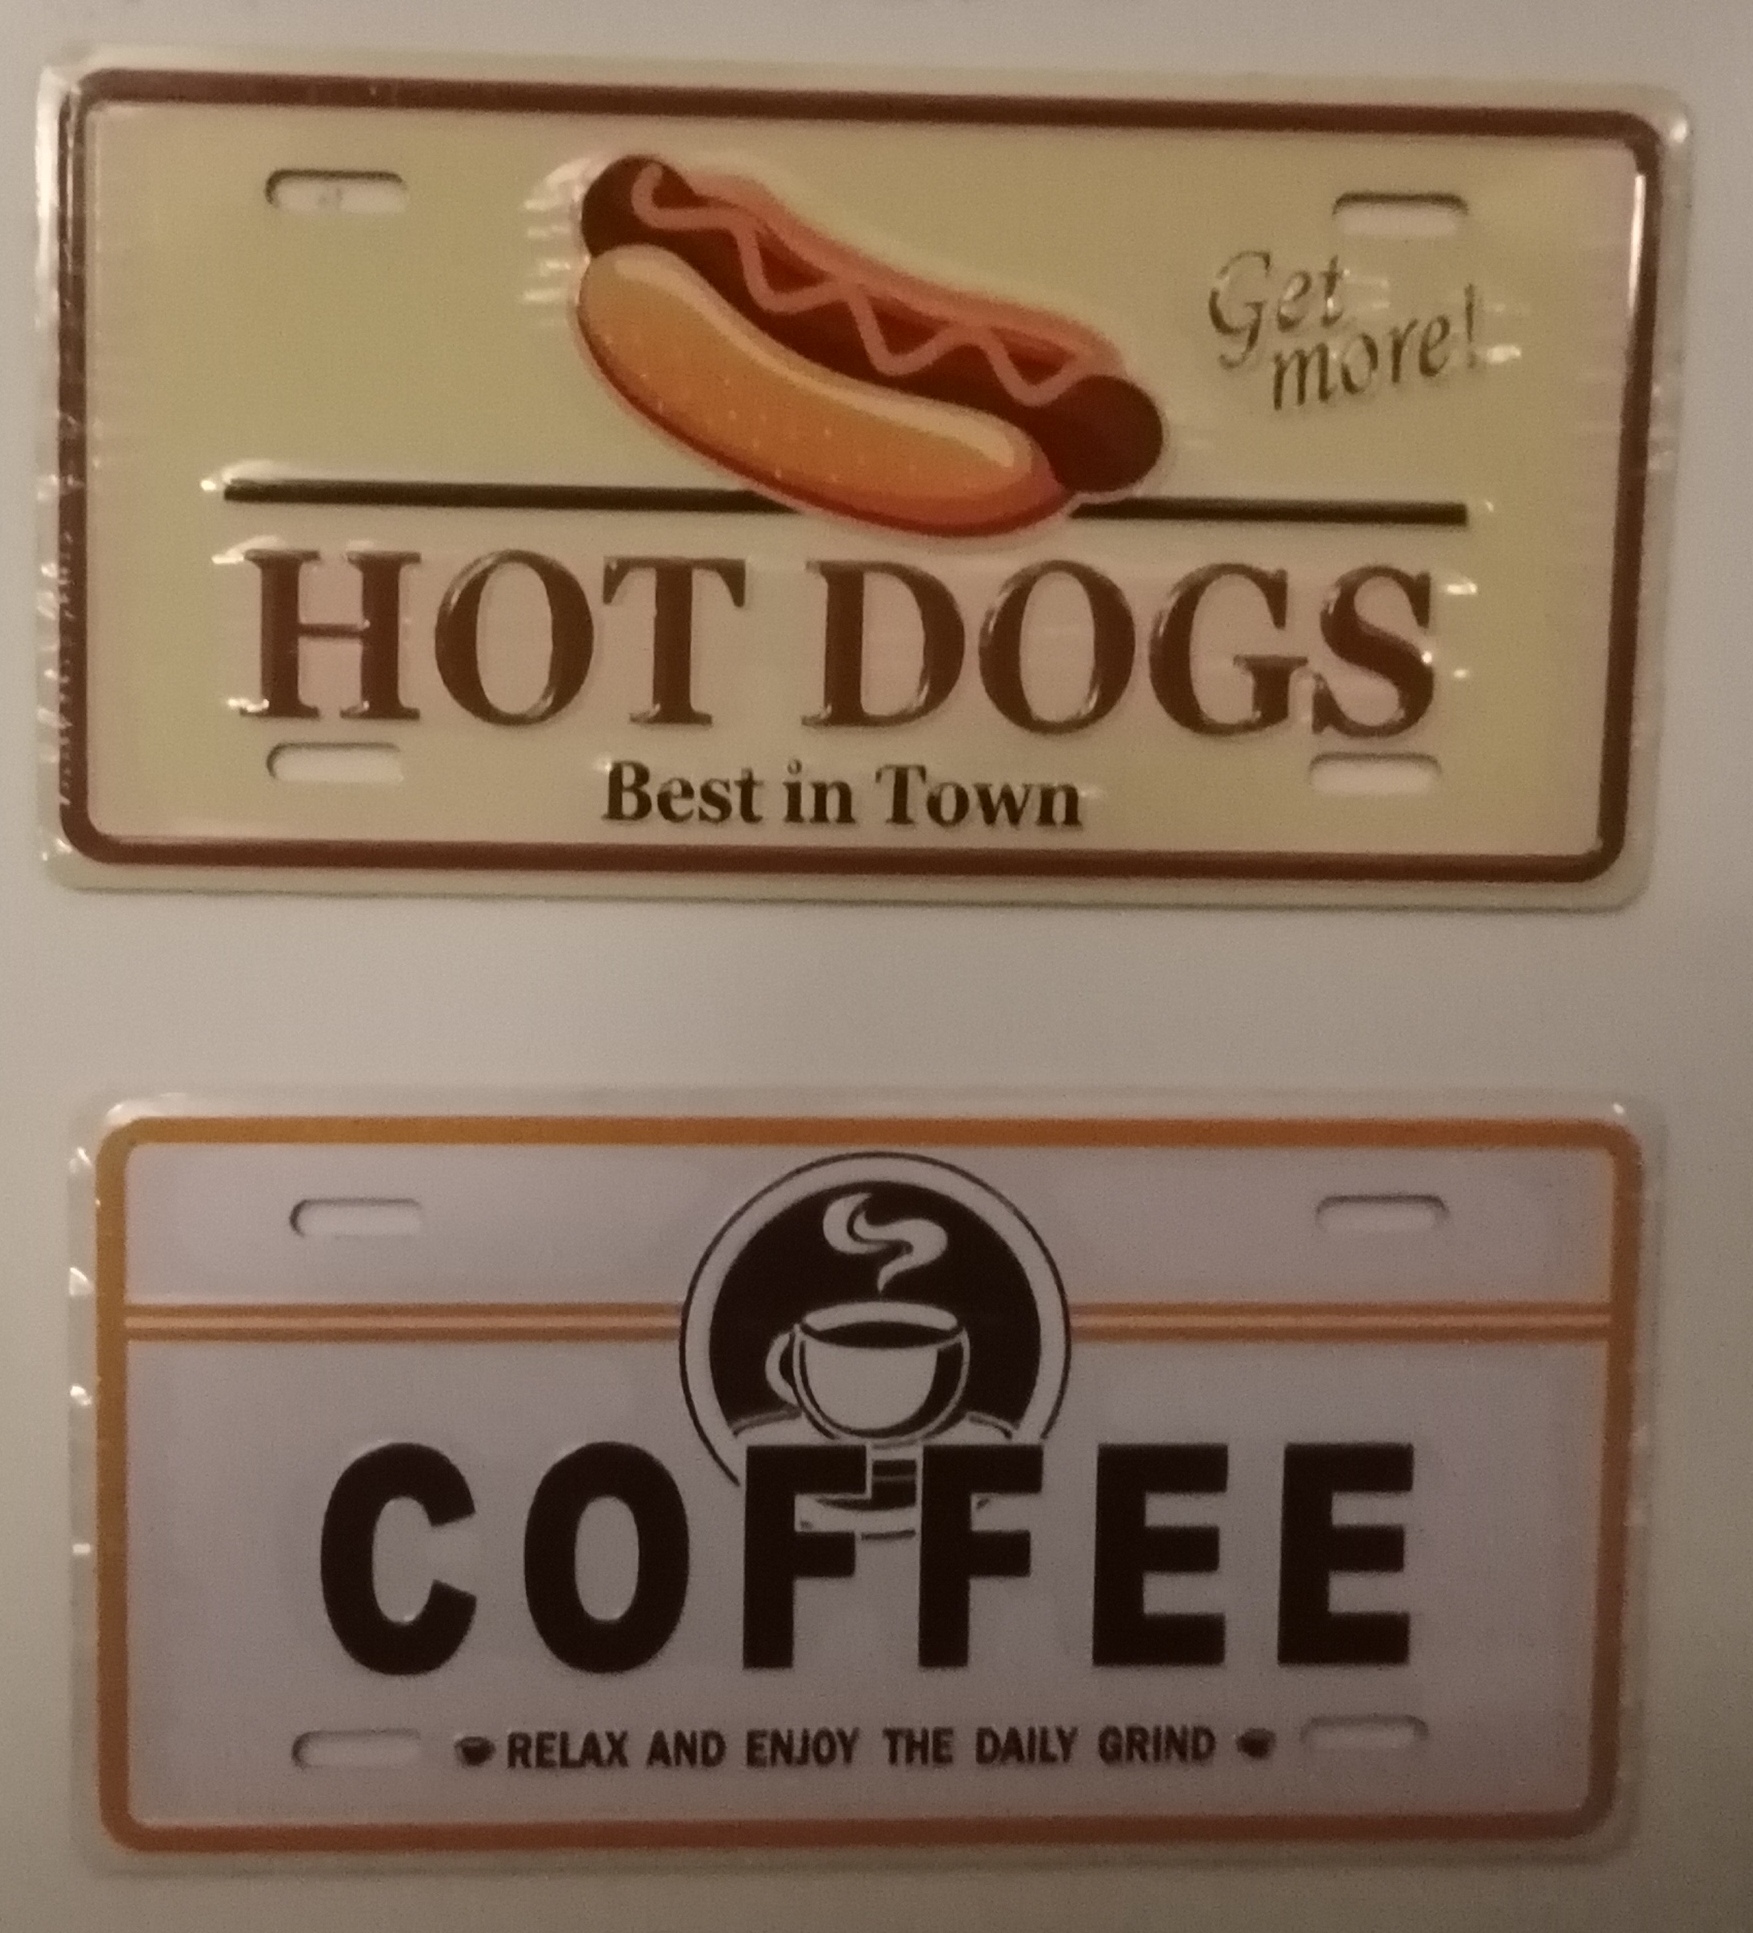 Get
more!
HOT DOGS
Best in Town
COFFEE
RELAX AND ENJOY THE DAILY GRIND